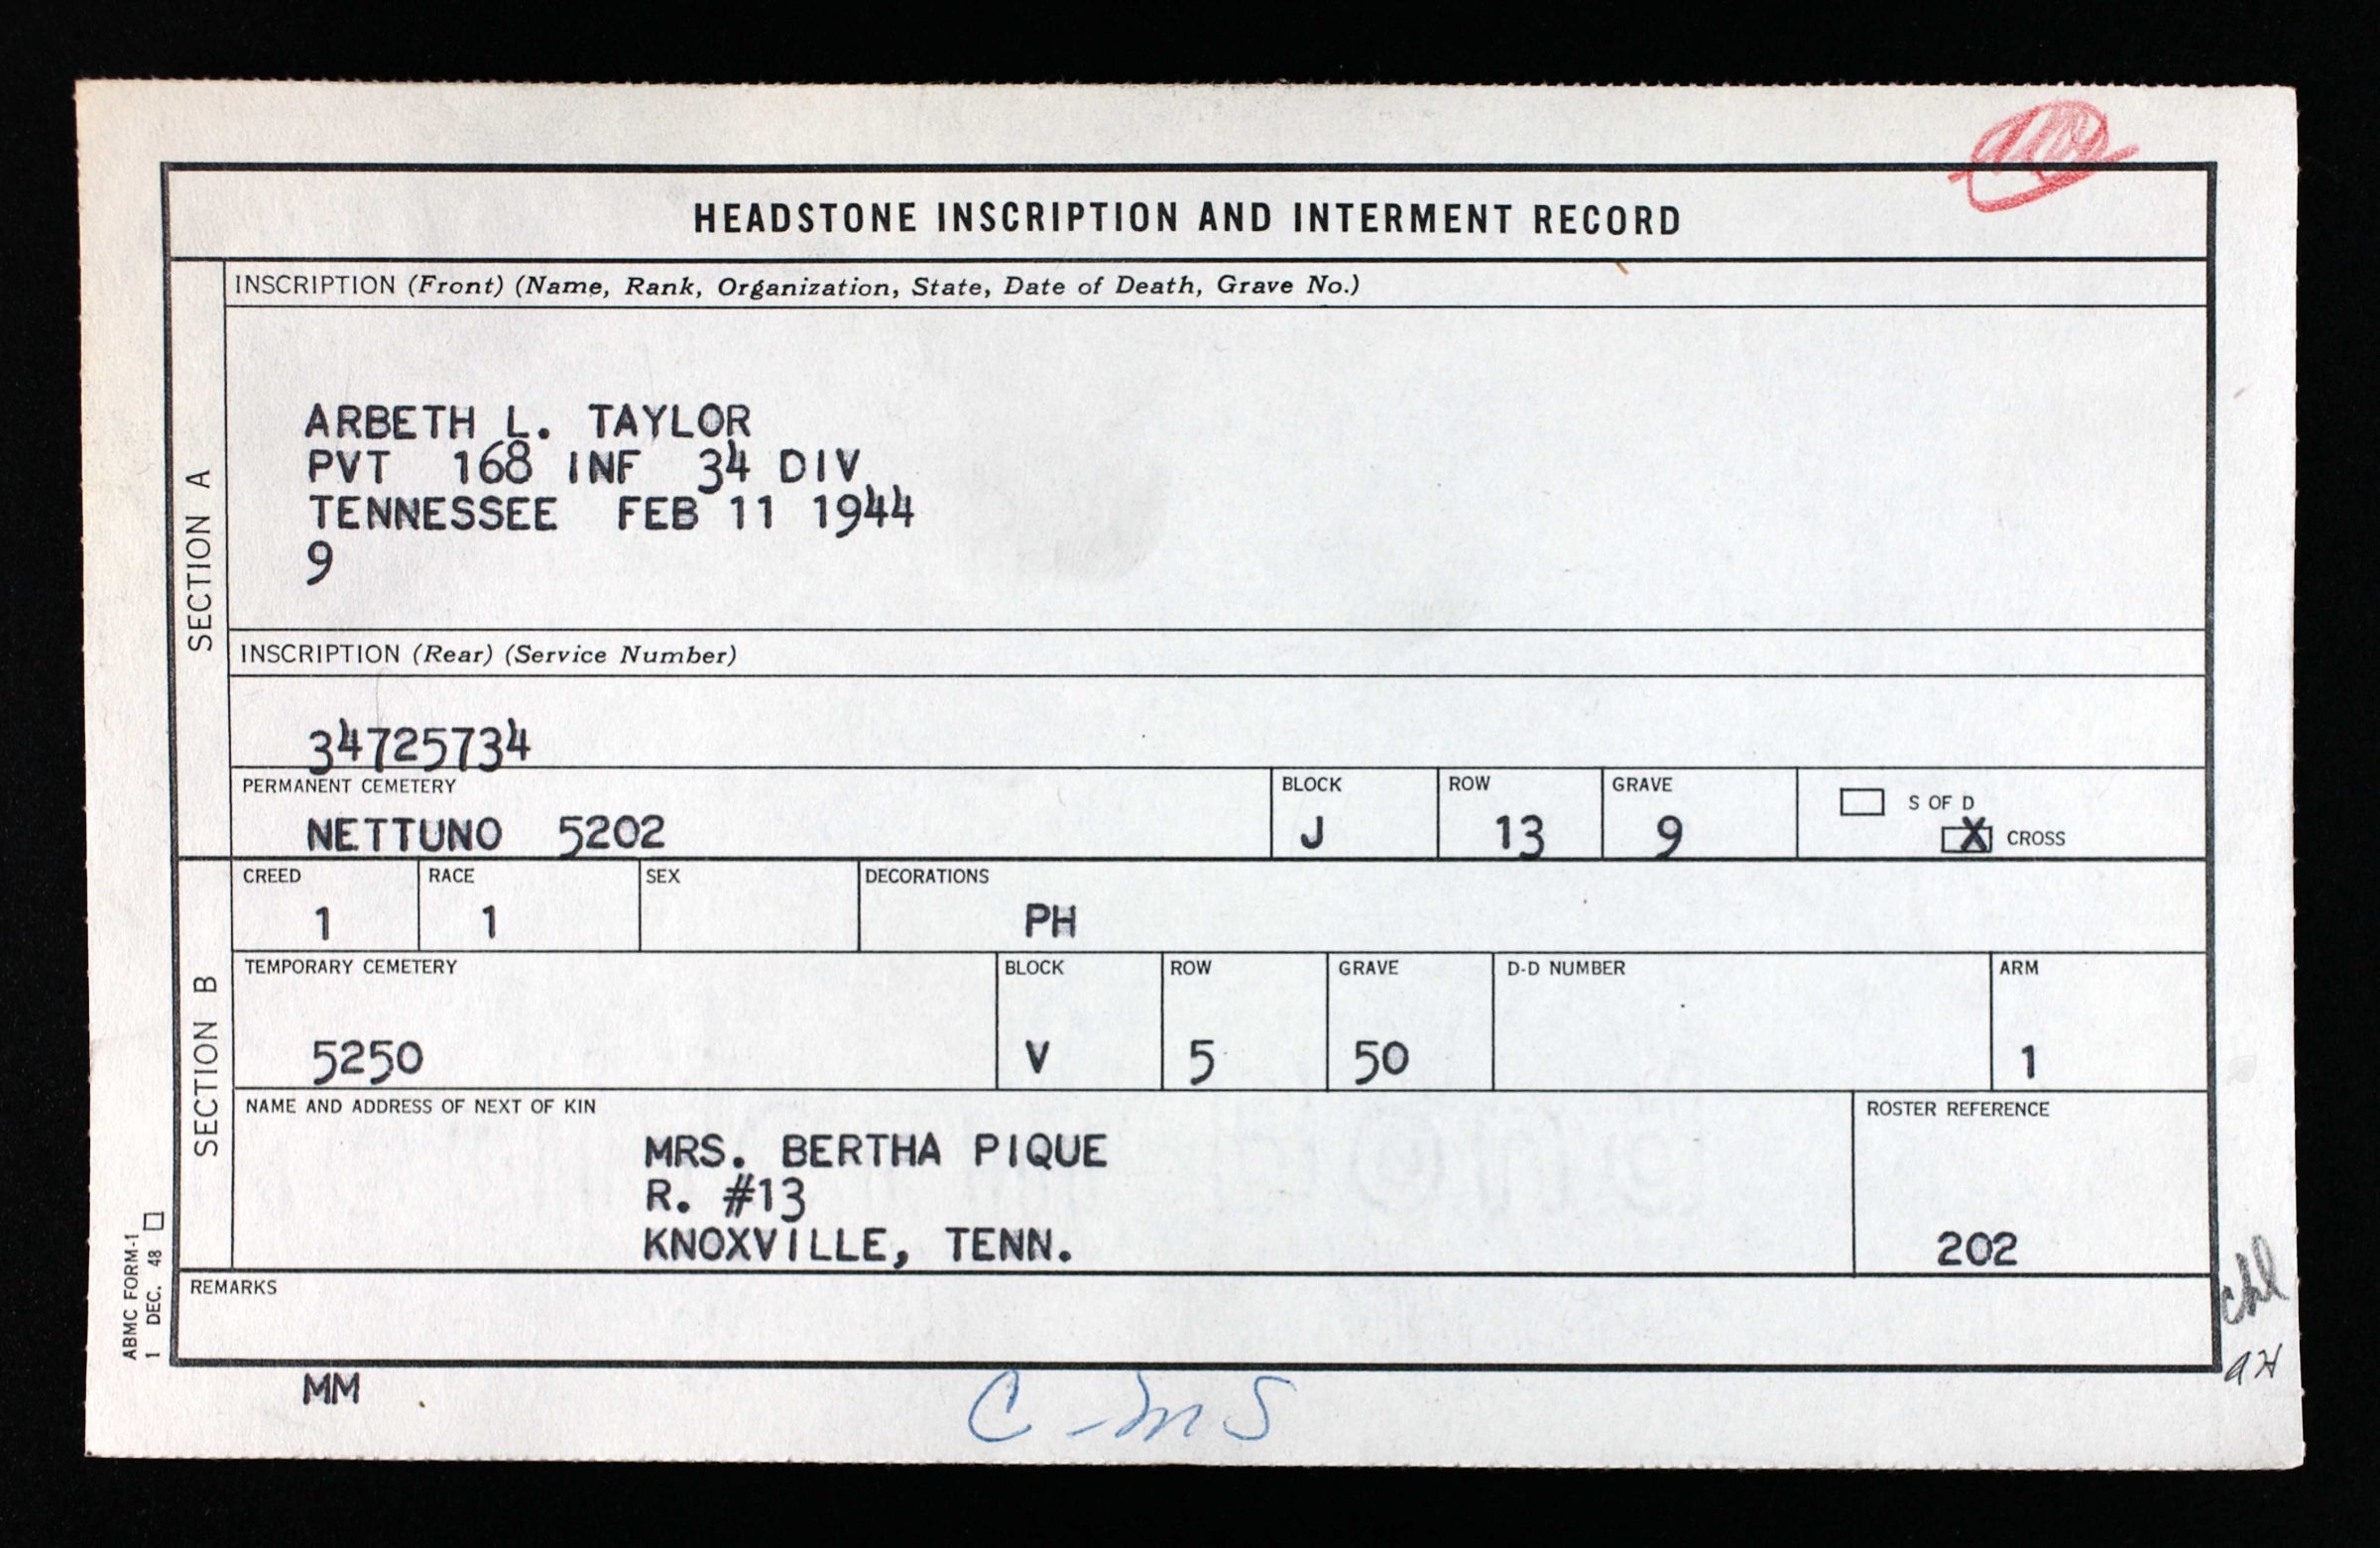 HEADSTONE INSCRIPTION AND INTERMENT RECORD
SECTION A
INSCRIPTION (Front) (Name, Rank, Organization, State, Date of Death, Grave No.)
ARBETH L. TAYLOR
PVT 168 INF 34 DIV
TENNESSEE FEB 11 1944
9
INSCRIPTION (Rear) (Service Number)
34725734
PERMANENT CEMETERY BLOCK ROW GRAVE S OF D
NETTUNO 5202 J 13 9 X CROSS
SECTION B
CREED RACE SEX DECORATIONS
1 1 PH
TEMPORARY CEMETERY BLOCK ROW GRAVE D-D NUMBER ARM
5250 V 5 50 1
NAME AND ADDRESS OF NEXT OF KIN ROSTER REFERENCE
MRS. BERTHA PIQUE
R. #13
KNOXVILLE, TENN. 202
REMARKS
ABMC FORM-1
1 DEC. 48
chl
MM
C-mS